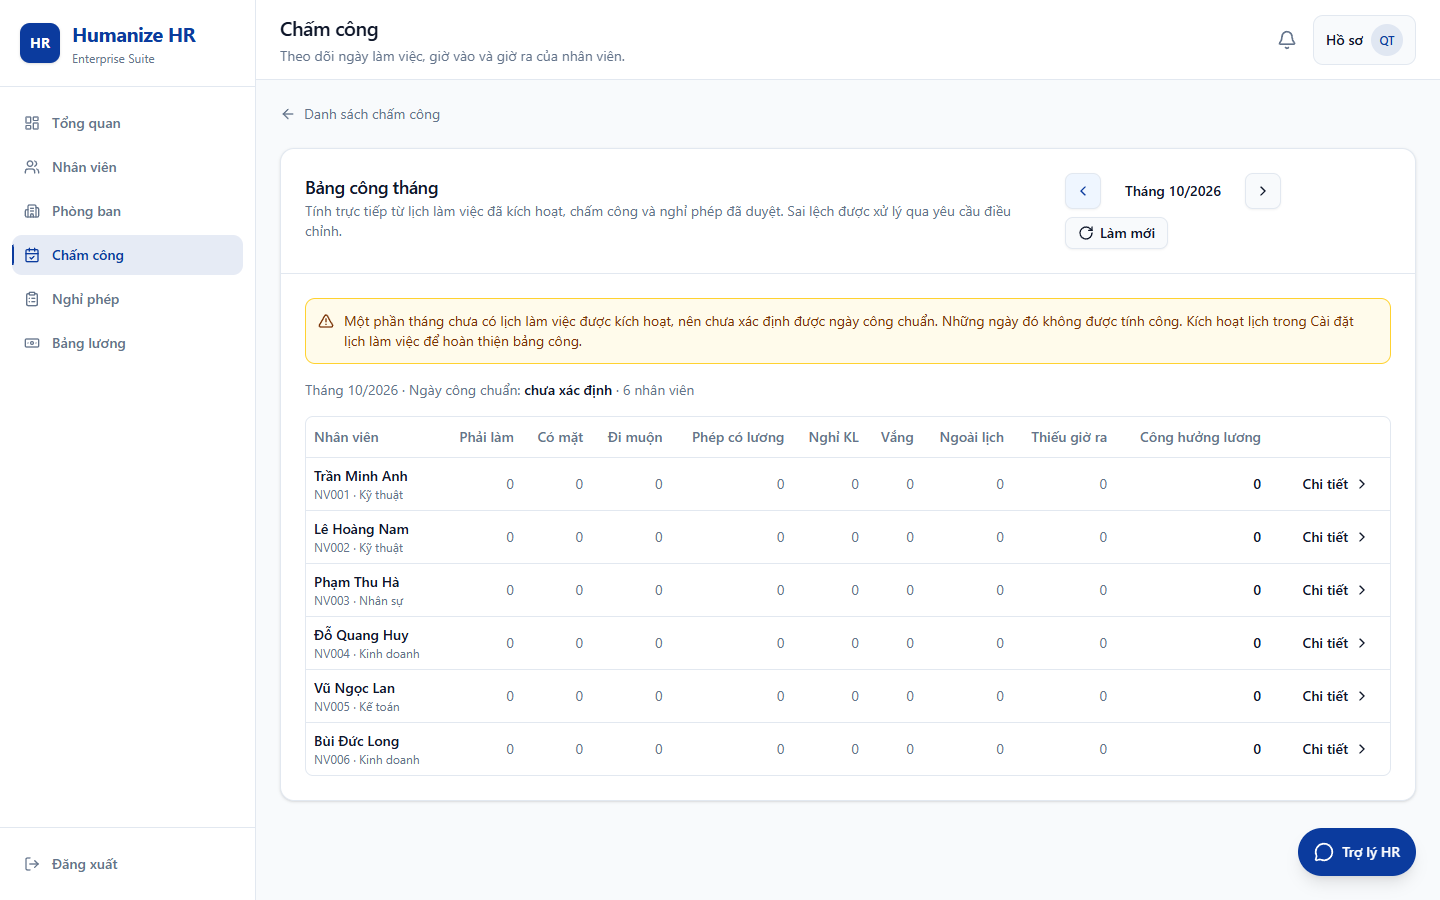 HR
Humanize HR
Enterprise Suite
Tổng quan
Nhân viên
Phòng ban
Chấm công
Nghỉ phép
Bảng lương
Đăng xuất
Chấm công
Theo dõi ngày làm việc, giờ vào và giờ ra của nhân viên.
Hồ sơ QT
Danh sách chấm công
Bảng công tháng
Tính trực tiếp từ lịch làm việc đã kích hoạt, chấm công và nghỉ phép đã duyệt. Sai lệch được xử lý qua yêu cầu điều
chỉnh.
Tháng 10/2026
Làm mới
Một phần tháng chưa có lịch làm việc được kích hoạt, nên chưa xác định được ngày công chuẩn. Những ngày đó không được tính công. Kích hoạt lịch trong Cài đặt
lịch làm việc để hoàn thiện bảng công.
Tháng 10/2026 · Ngày công chuẩn: chưa xác định · 6 nhân viên
Nhân viên Phải làm Có mặt Đi muộn Phép có lương Nghỉ KL Vắng Ngoài lịch Thiếu giờ ra Công hưởng lương
Trần Minh Anh
NV001 · Kỹ thuật
0 0 0 0 0 0 0 0 0 Chi tiết
Lê Hoàng Nam
NV002 · Kỹ thuật
0 0 0 0 0 0 0 0 0 Chi tiết
Phạm Thu Hà
NV003 · Nhân sự
0 0 0 0 0 0 0 0 0 Chi tiết
Đỗ Quang Huy
NV004 · Kinh doanh
0 0 0 0 0 0 0 0 0 Chi tiết
Vũ Ngọc Lan
NV005 · Kế toán
0 0 0 0 0 0 0 0 0 Chi tiết
Bùi Đức Long
NV006 · Kinh doanh
0 0 0 0 0 0 0 0 0 Chi tiết
Trợ lý HR